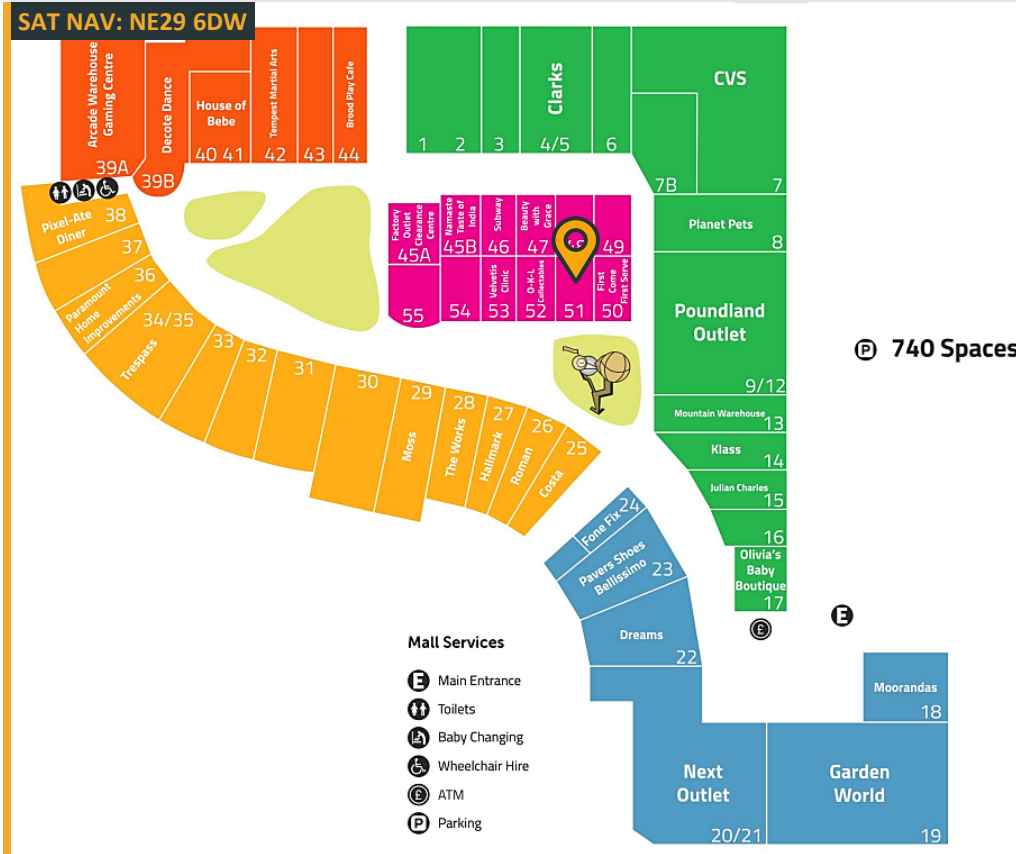 SAT NAV: NE29 6DW
Arcade Warehouse
Gaming Centre
39A
Decote Dance
39B
House of
Bebe
40 41
Tempest Martial Arts
42
43
Brood Play Cafe
44
1
2
3
Clarks
4/5
6
CVS
7B
7
Pixel-Ate
Diner
38
37
36
Paramount
Home
Improvements
34/35
Trespass
33
32
31
30
29
Moss
28
The Works
27
Hallmark
26
Roman
25
Costa
Factory
Outlet
Clearance
Centre
45A
Namaste
Taste of
India
45B
Subway
46
Beauty
with
Grace
47
49
55
54
Velvetis
Clinic
53
O-K-L
Collectables
52
51
First
Come
First Serve
50
Planet Pets
8
Poundland
Outlet
9/12
Mountain Warehouse
13
Klass
14
Julian Charles
15
16
Olivia's
Baby
Boutique
17
£
E
P 740 Spaces
Fone Fix
24
Pavers Shoes
Bellissimo
23
Dreams
22
Next
Outlet
20/21
Garden
World
19
Moorandas
18
Mall Services
E Main Entrance
Toilets
Baby Changing
Wheelchair Hire
£ ATM
P Parking